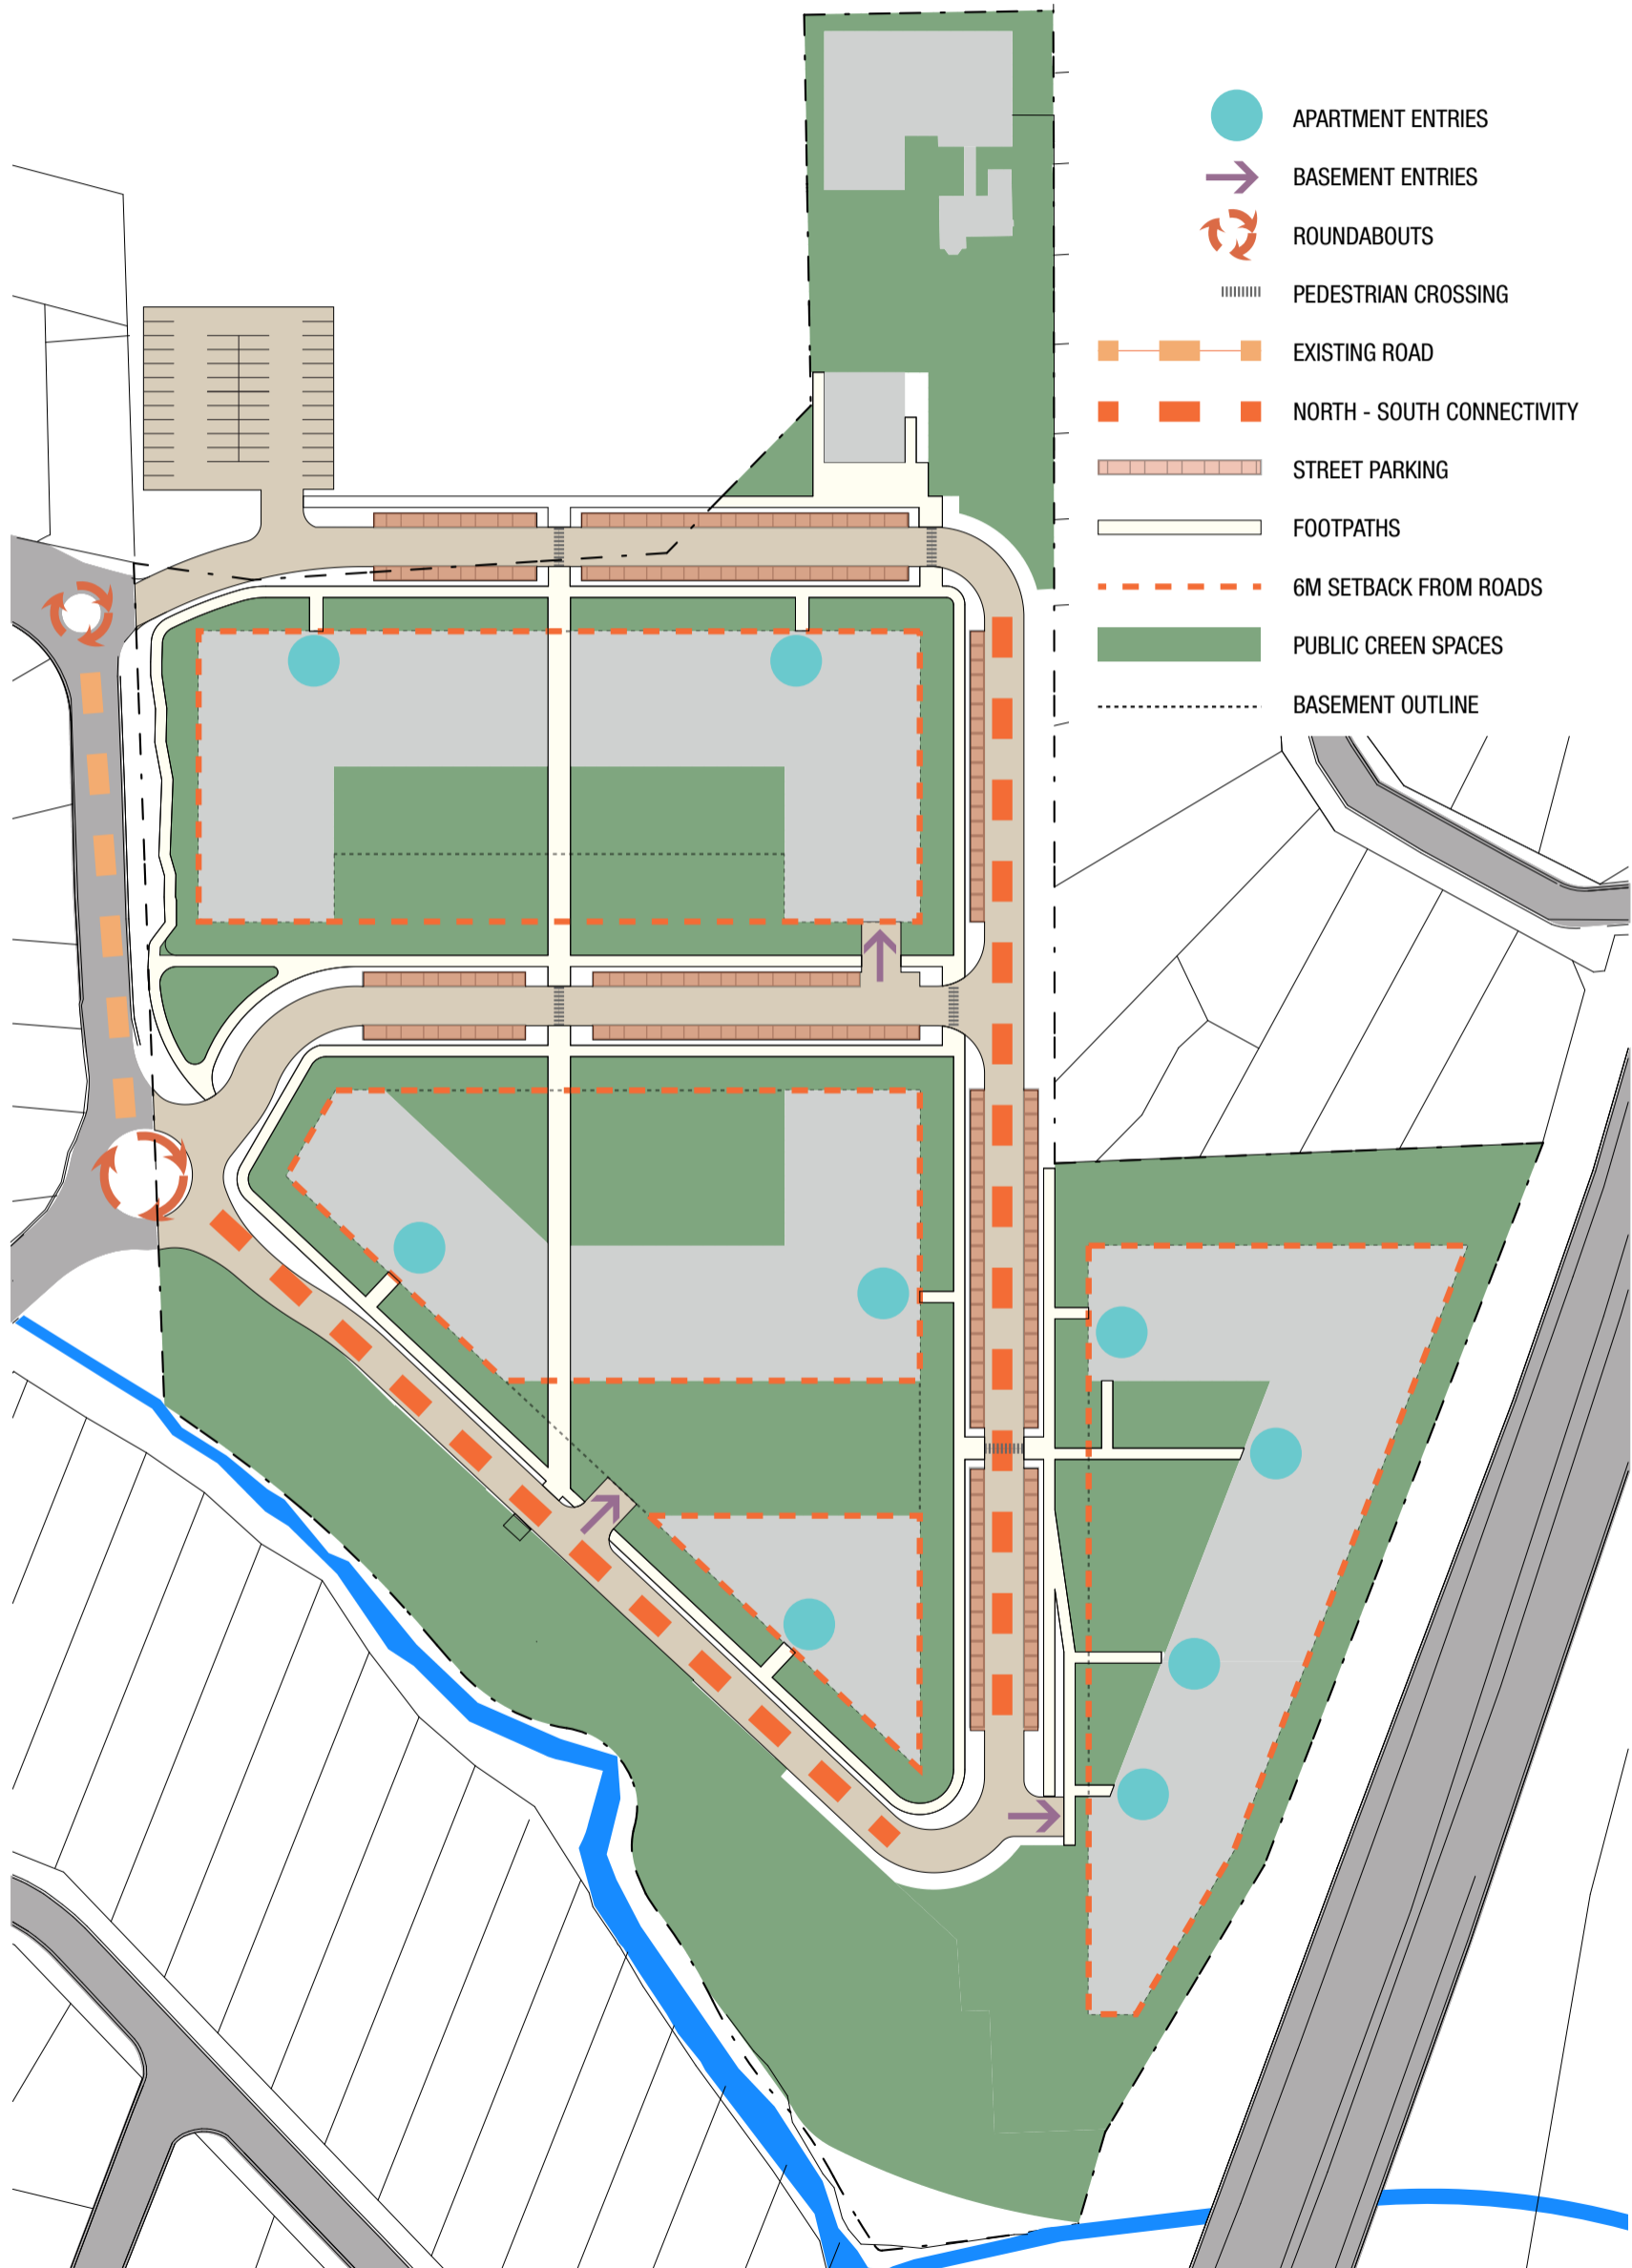 APARTMENT ENTRIES
BASEMENT ENTRIES
ROUNDABOUTS
PEDESTRIAN CROSSING
EXISTING ROAD
NORTH - SOUTH CONNECTIVITY
STREET PARKING
FOOTPATHS
6M SETBACK FROM ROADS
PUBLIC CREEN SPACES
BASEMENT OUTLINE